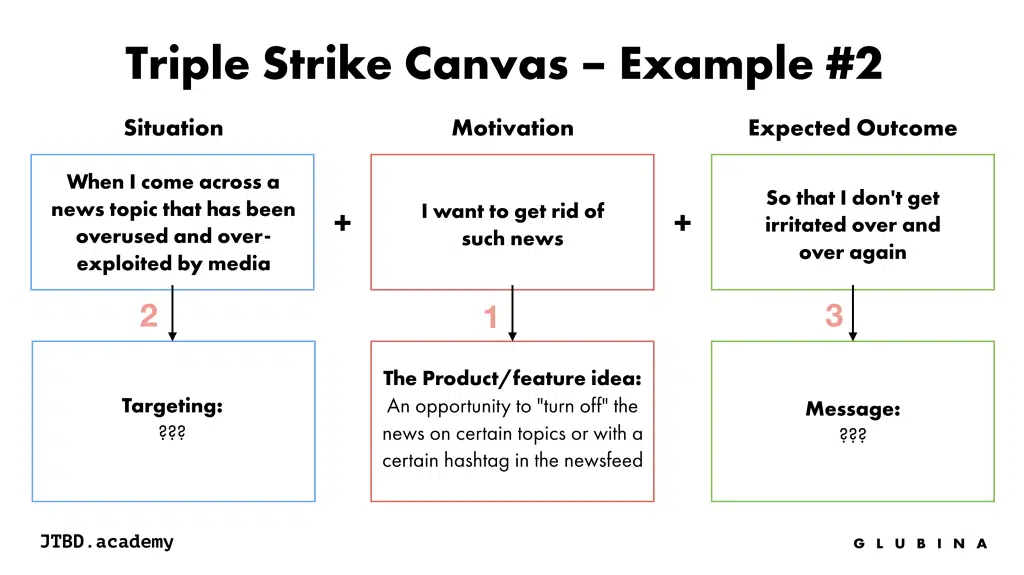 Triple Strike Canvas – Example #2
Situation
Motivation
Expected Outcome
When I come across a
news topic that has been
overused and over-
exploited by media
+
I want to get rid of
such news
+
So that I don't get
irritated over and
over again
2
1
3
Targeting:
???
The Product/feature idea:
An opportunity to "turn off" the
news on certain topics or with a
certain hashtag in the newsfeed
Message:
???
JTBD.academy
GLUBINA